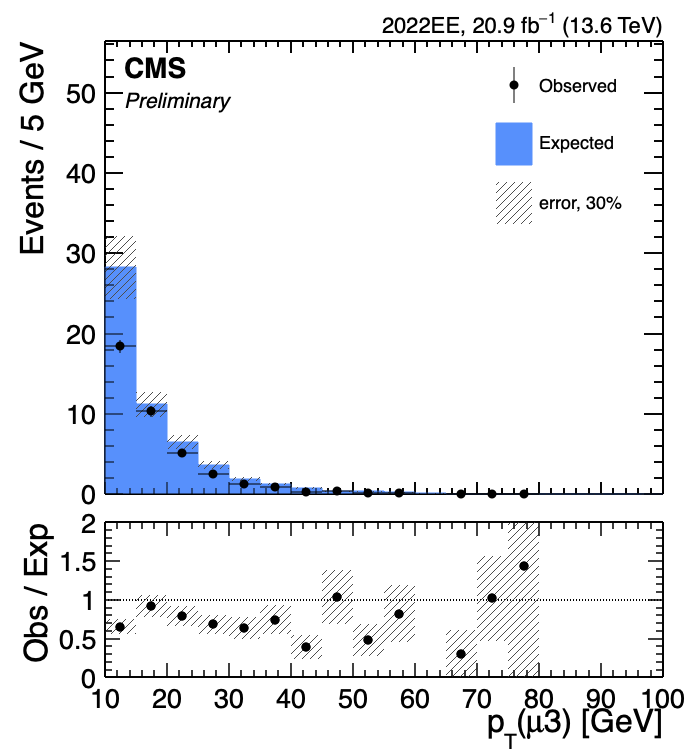 2022EE, 20.9 fb⁻¹ (13.6 TeV)
CMS
Preliminary
Observed
Expected
error, 30%
Events / 5 GeV
50
40
30
20
10
0
Obs / Exp
2
1.5
1
0.5
0
10 20 30 40 50 60 70 80 90 100
p_T(μ3) [GeV]